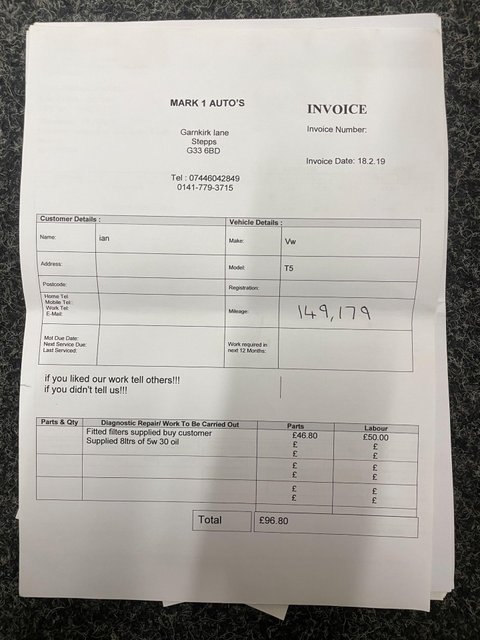 MARK 1 AUTO'S
INVOICE
Garnkirk lane
Stepps
G33 6BD
Invoice Number:
Invoice Date: 18.2.19
Tel : 07446042849
0141-779-3715
Customer Details :
Vehicle Details :
Name: ian
Make: Vw
Address:
Model: T5
Postcode:
Registration:
Home Tel:
Mobile Tel:
Work Tel:
E-Mail:
Mileage: 149,179
Mot Due Date:
Next Service Due:
Last Serviced:
Work required in
next 12 Months:
if you liked our work tell others!!!
if you didn't tell us!!!
Parts & Qty Diagnostic Repair/ Work To Be Carried Out Parts Labour
Fitted filters supplied buy customer £46.80 £50.00
Supplied 8ltrs of 5w 30 oil £ £
£ £
£ £
£ £
£ £
£ £
Total £96.80